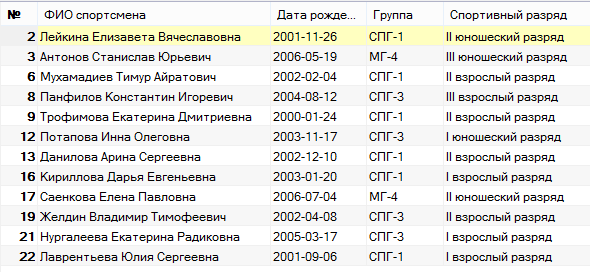 № ФИО спортсмена Дата рожде... Группа Спортивный разряд
2 Лейкина Елизавета Вячеславовна 2001-11-26 СПГ-1 II юношеский разряд
3 Антонов Станислав Юрьевич 2006-05-19 МГ-4 III юношеский разряд
6 Мухамадиев Тимур Айратович 2002-02-04 СПГ-1 II взрослый разряд
8 Панфилов Константин Игоревич 2004-08-12 СПГ-3 III взрослый разряд
9 Трофимова Екатерина Дмитриевна 2000-01-24 СПГ-1 II взрослый разряд
12 Потапова Инна Олеговна 2003-11-17 СПГ-3 I юношеский разряд
13 Данилова Арина Сергеевна 2002-12-10 СПГ-1 II взрослый разряд
16 Кириллова Дарья Евгеньевна 2003-01-20 СПГ-1 I взрослый разряд
17 Саенкова Елена Павловна 2006-07-04 МГ-4 II юношеский разряд
19 Желдин Владимир Тимофеевич 2002-04-08 СПГ-3 II взрослый разряд
21 Нургалеева Екатерина Радиковна 2005-03-17 СПГ-3 I взрослый разряд
22 Лаврентьева Юлия Сергеевна 2001-09-06 СПГ-1 I взрослый разряд